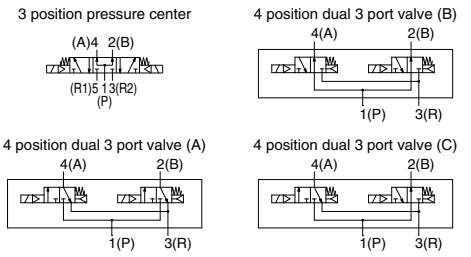 3 position pressure center
(A)4 2(B)
(R1)5 1 3(R2)
(P)
4 position dual 3 port valve (B)
4(A) 2(B)
1(P) 3(R)
4 position dual 3 port valve (A)
4(A) 2(B)
1(P) 3(R)
4 position dual 3 port valve (C)
4(A) 2(B)
1(P) 3(R)